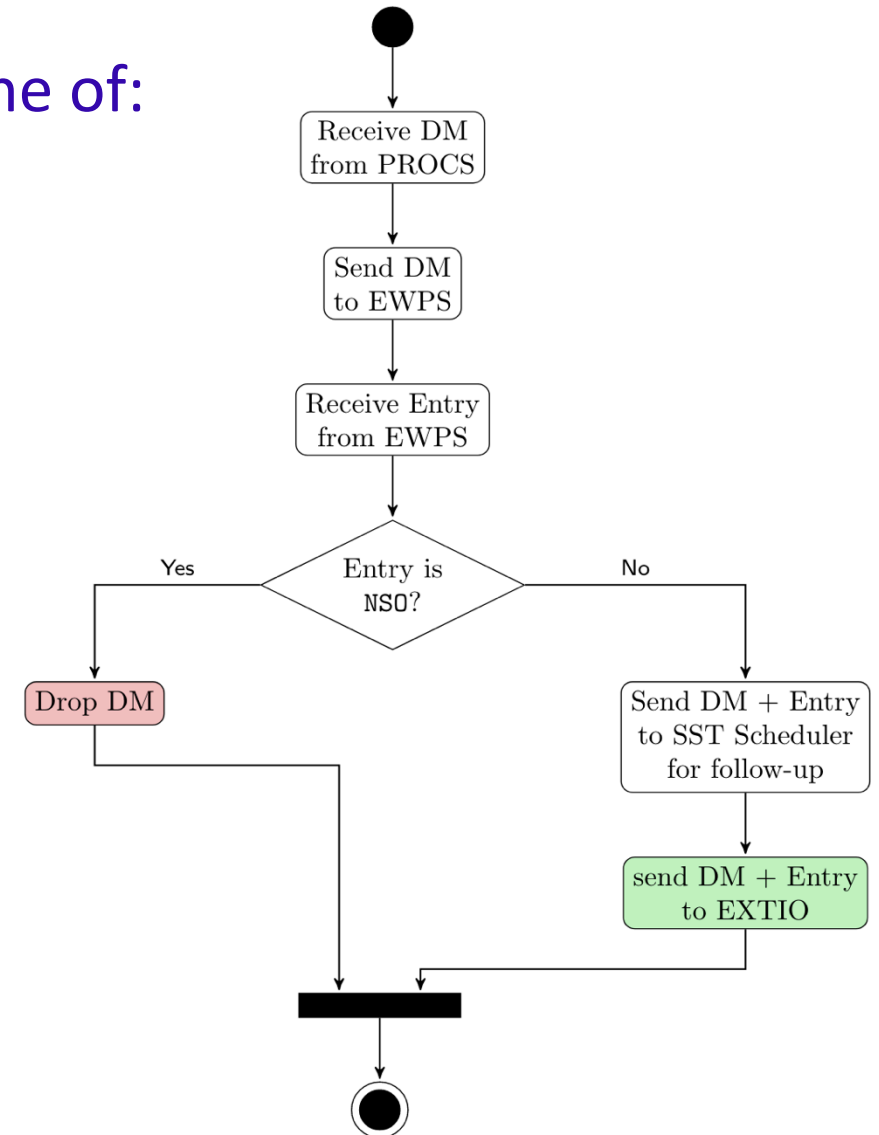 ne of:
Receive DM
from PROCS
Send DM
to EWPS
Receive Entry
from EWPS
Entry is
NSO?
Yes
No
Drop DM
Send DM + Entry
to SST Scheduler
for follow-up
send DM + Entry
to EXTIO